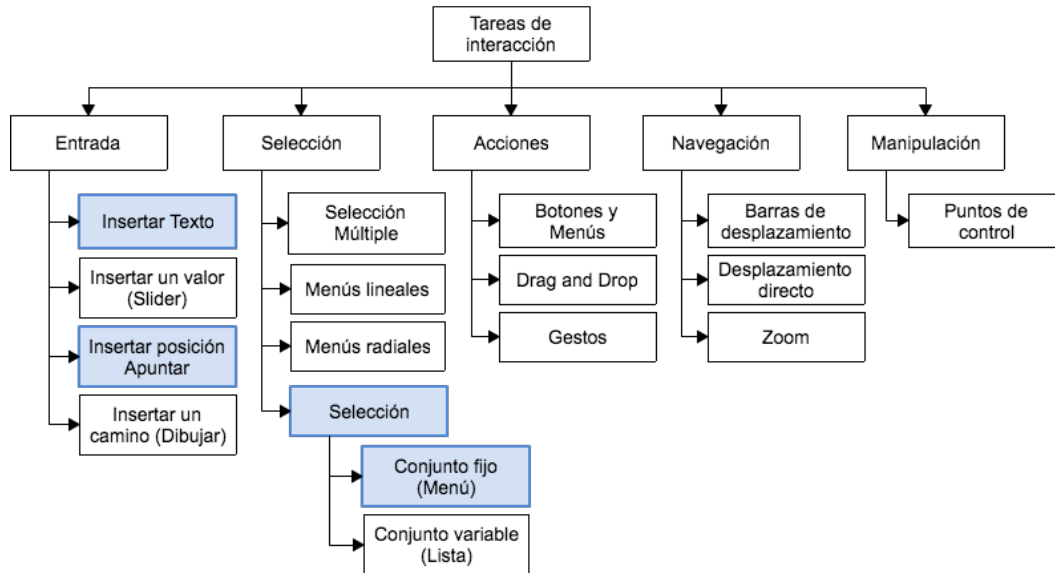 Tareas de
interacción
Entrada
Selección
Acciones
Navegación
Manipulación
Insertar Texto
Insertar un valor
(Slider)
Insertar posición
Apuntar
Insertar un
camino (Dibujar)
Selección
Múltiple
Menús lineales
Menús radiales
Selección
Conjunto fijo
(Menú)
Conjunto variable
(Lista)
Botones y
Menús
Drag and Drop
Gestos
Barras de
desplazamiento
Desplazamiento
directo
Zoom
Puntos de
control